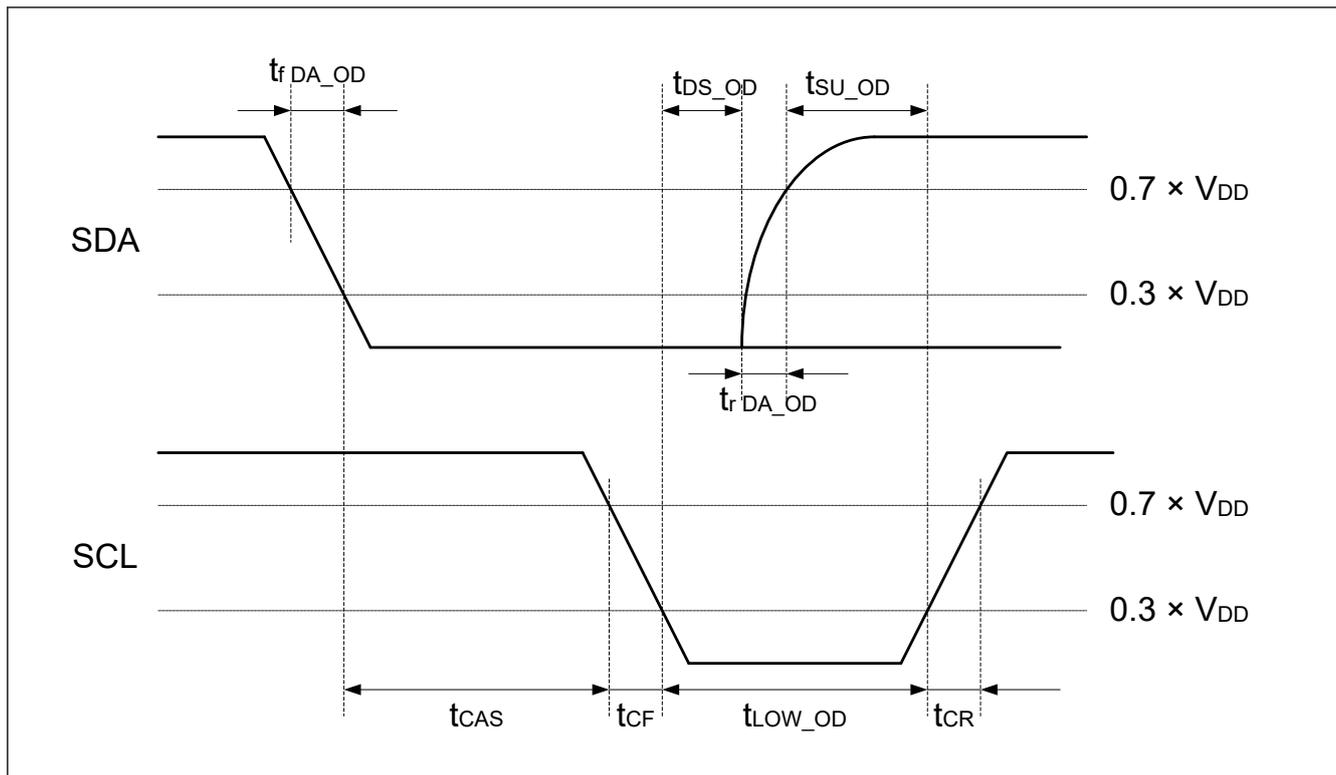 tf DA_OD
tDS_OD
tSU_OD
0.7 × VDD
SDA
0.3 × VDD
tr DA_OD
0.7 × VDD
SCL
0.3 × VDD
tCAS
tCF
tLOW_OD
tCR